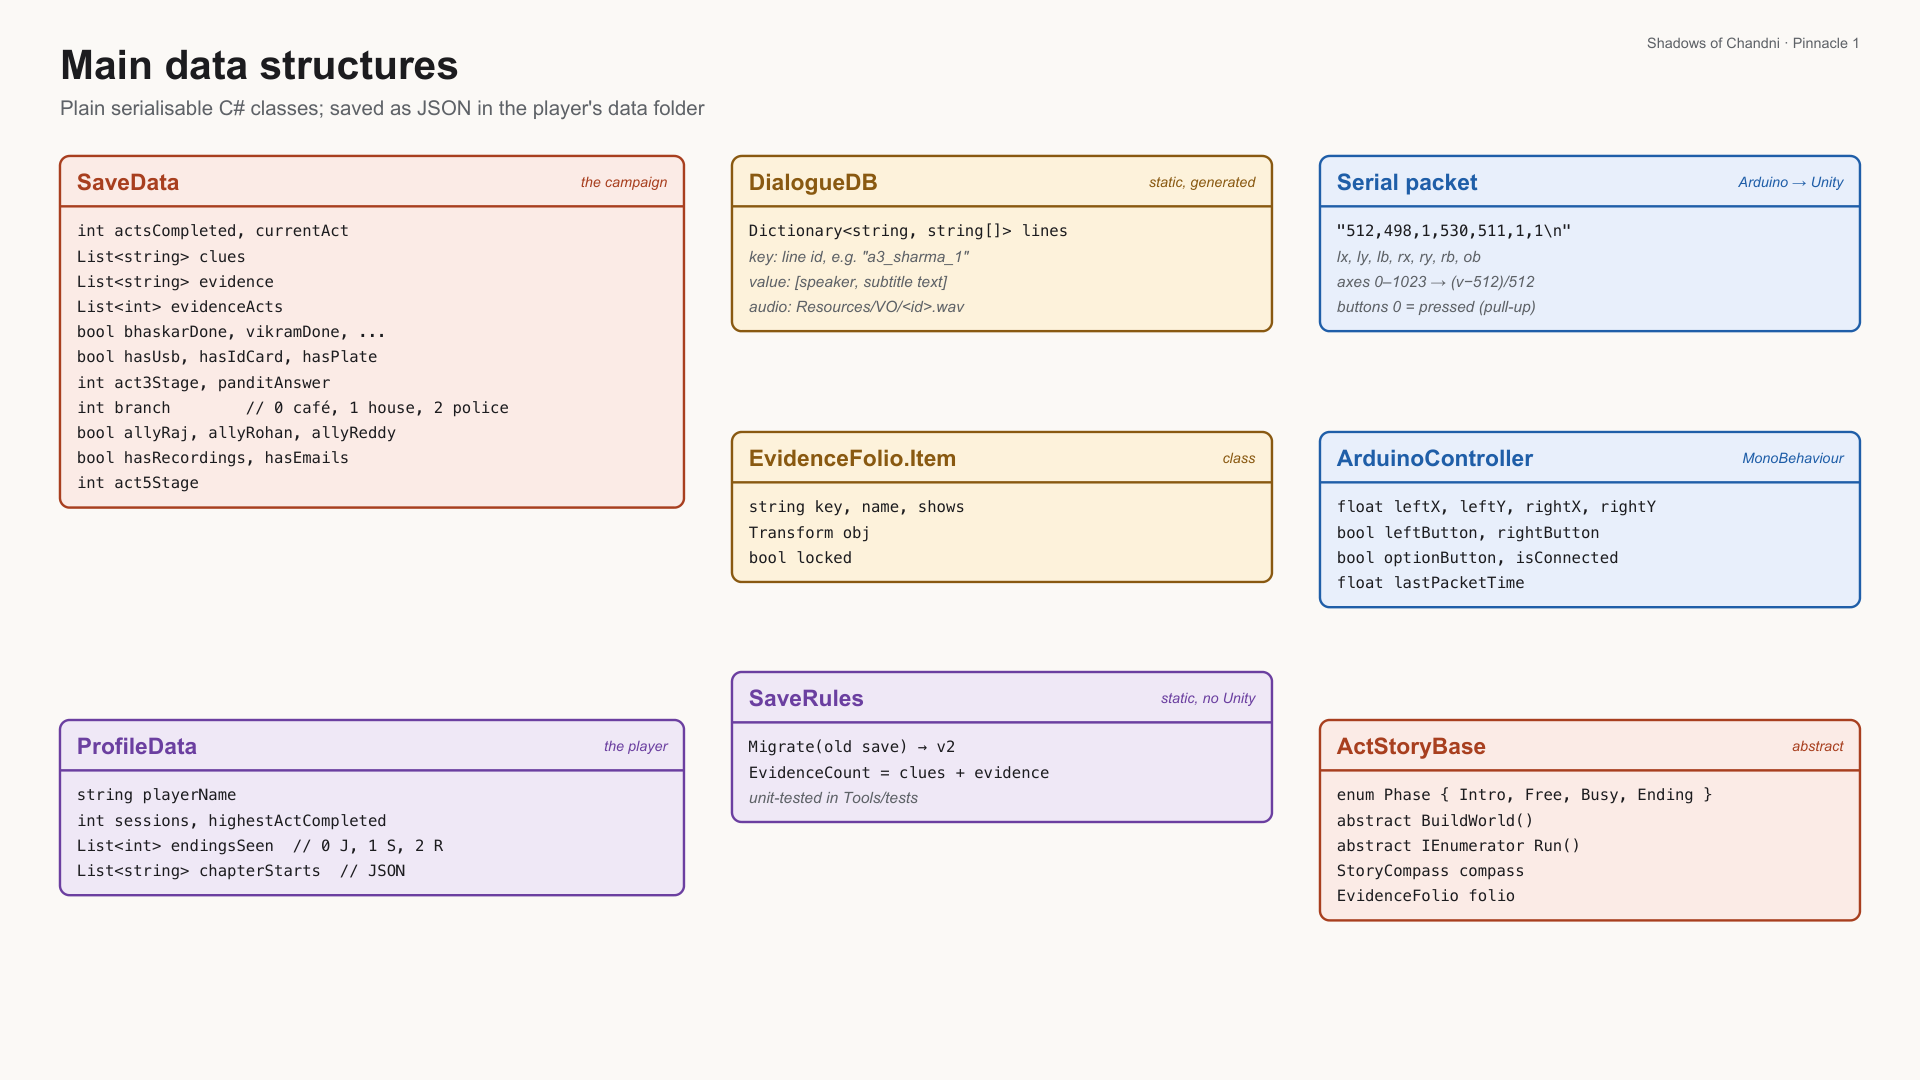 Shadows of Chandni · Pinnacle 1
Main data structures
Plain serialisable C# classes; saved as JSON in the player's data folder
SaveData
the campaign
int actsCompleted, currentAct
List<string> clues
List<string> evidence
List<int> evidenceActs
bool bhaskarDone, vikramDone, ...
bool hasUsb, hasIdCard, hasPlate
int act3Stage, panditAnswer
int branch        // 0 café, 1 house, 2 police
bool allyRaj, allyRohan, allyReddy
bool hasRecordings, hasEmails
int act5Stage
ProfileData
the player
string playerName
int sessions, highestActCompleted
List<int> endingsSeen  // 0 J, 1 S, 2 R
List<string> chapterStarts  // JSON
DialogueDB
static, generated
Dictionary<string, string[]> lines
key: line id, e.g. "a3_sharma_1"
value: [speaker, subtitle text]
audio: Resources/VO/<id>.wav
EvidenceFolio.Item
class
string key, name, shows
Transform obj
bool locked
SaveRules
static, no Unity
Migrate(old save) → v2
EvidenceCount = clues + evidence
unit-tested in Tools/tests
Serial packet
Arduino → Unity
"512,498,1,530,511,1,1\n"
lx, ly, lb, rx, ry, rb, ob
axes 0–1023 → (v−512)/512
buttons 0 = pressed (pull-up)
ArduinoController
MonoBehaviour
float leftX, leftY, rightX, rightY
bool leftButton, rightButton
bool optionButton, isConnected
float lastPacketTime
ActStoryBase
abstract
enum Phase { Intro, Free, Busy, Ending }
abstract BuildWorld()
abstract IEnumerator Run()
StoryCompass compass
EvidenceFolio folio